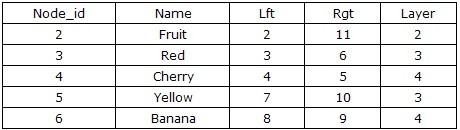 Node_id Name Lft Rgt Layer
2 Fruit 2 11 2
3 Red 3 6 3
4 Cherry 4 5 4
5 Yellow 7 10 3
6 Banana 8 9 4